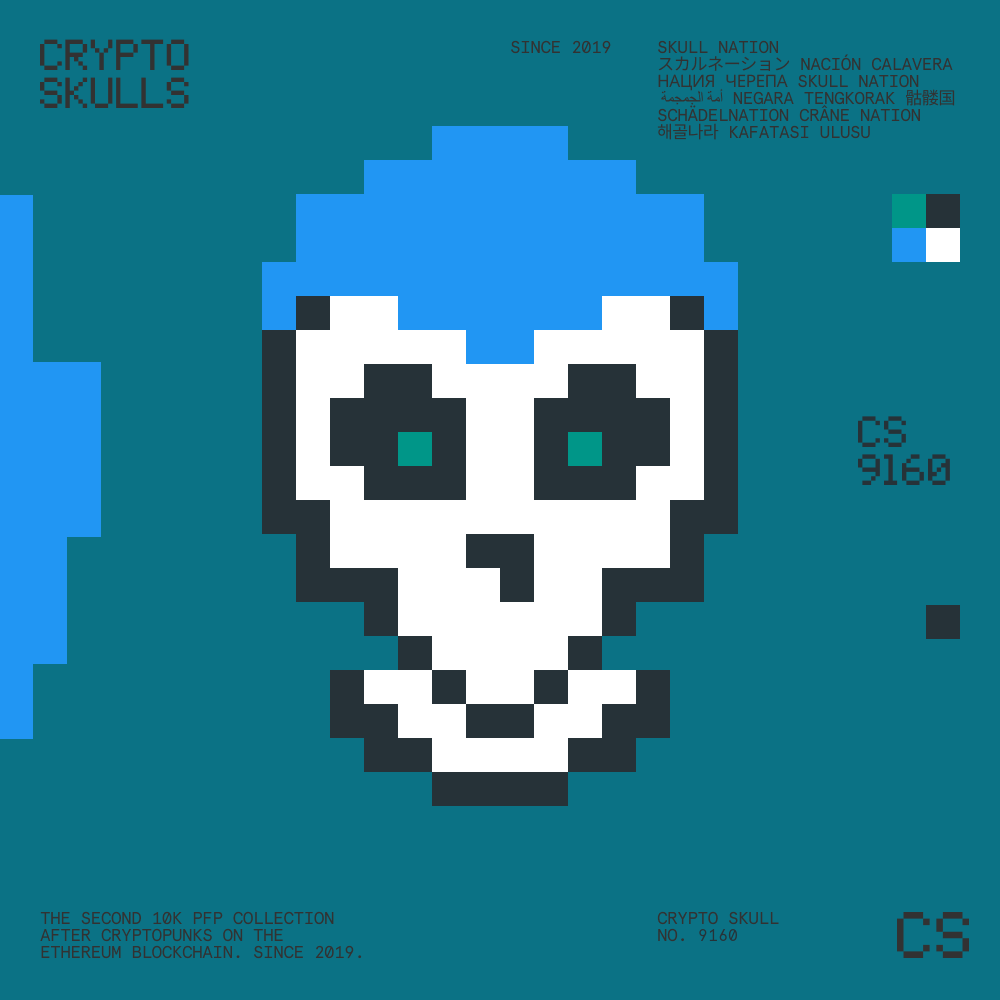 CRYPTO
SKULLS
SINCE 2019
SKULL NATION
スカルネーション NACIÓN CALAVERA
НАЦИЯ ЧЕРЕПА SKULL NATION
أمة الجمجمة NEGARA TENGKORAK 骷髅国
SCHÄDELNATION CRÂNE NATION
해골나라 KAFATASI ULUSU
CS
9160
THE SECOND 10K PFP COLLECTION
AFTER CRYPTOPUNKS ON THE
ETHEREUM BLOCKCHAIN. SINCE 2019.
CRYPTO SKULL
NO. 9160
CS